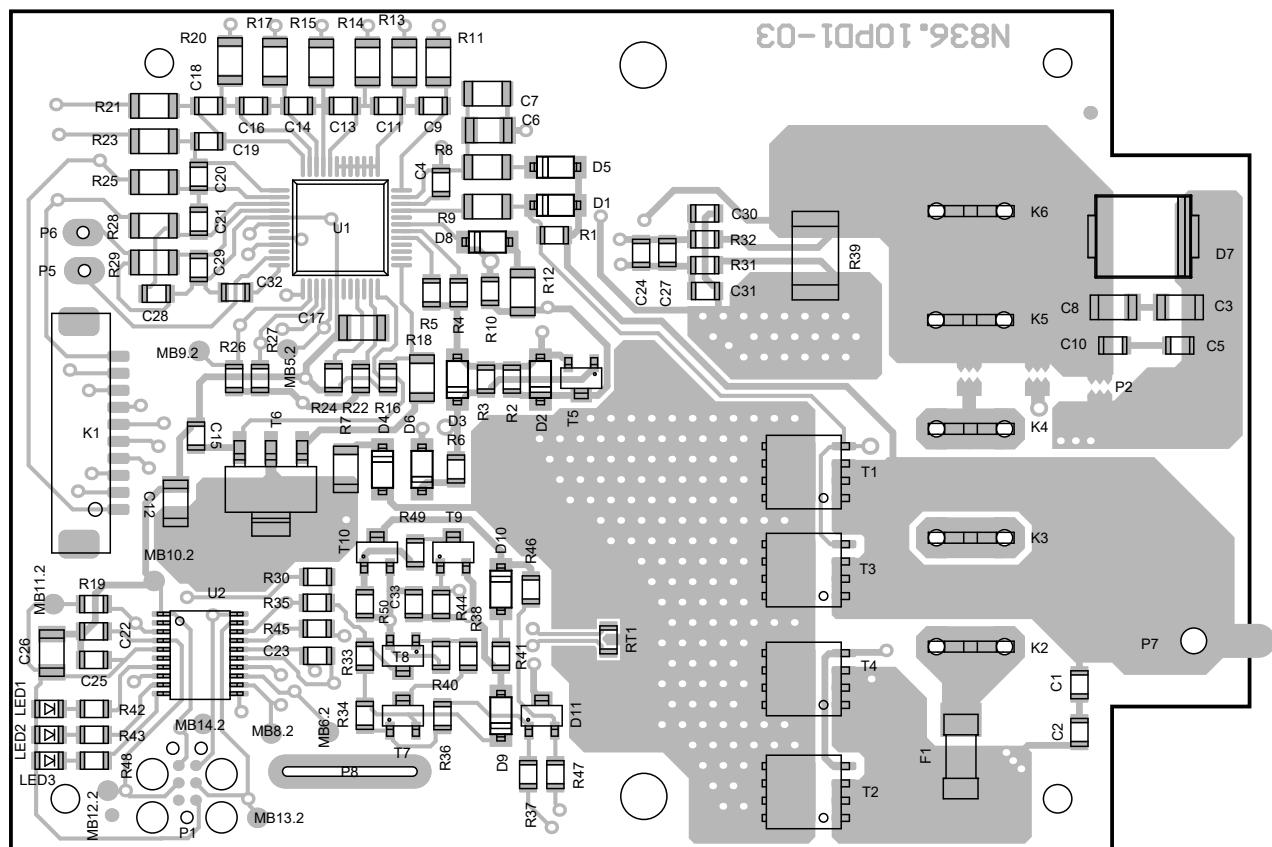 N836.10PD1-03
R17 R15 R14 R13
R20 R11
C18
R21
C7
C6
C16 C14 C13 C11 C9
R23
C19
R8
D5
C4
C20
R25
D1
R28
C21
R9
R1
C30
K6
P6
U1
D8
R32
R39
D7
P5
R29
C29
C24 C27
R31
C32
R12
C31
C28
R5 R4 R10
C8 C3
C17
K5
R27
R18
MB9.2
R26
MB5.2
C10 C5
P2
R24 R22 R16
D3 R3 R2 D2 T5
K1
C15
T6
R7 D4 D6
R6
K4
T1
C12
R49 T9
T10
D10
R46
K3
MB10.2
T3
MB11.2
R19
U2
R30
R35
R50 C33
R44
R38
C22
R45
C26
C23
R33
T8
R41
RT1
K2
P7
T4
C25
R40
C1
LED1
R42
MB14.2
MB8.2
MB6.2
R34
D11
LED2
R43
T7
R36
D9
C2
F1
LED3
R48
P8
R47
T2
MB12.2
P1
MB13.2
R37